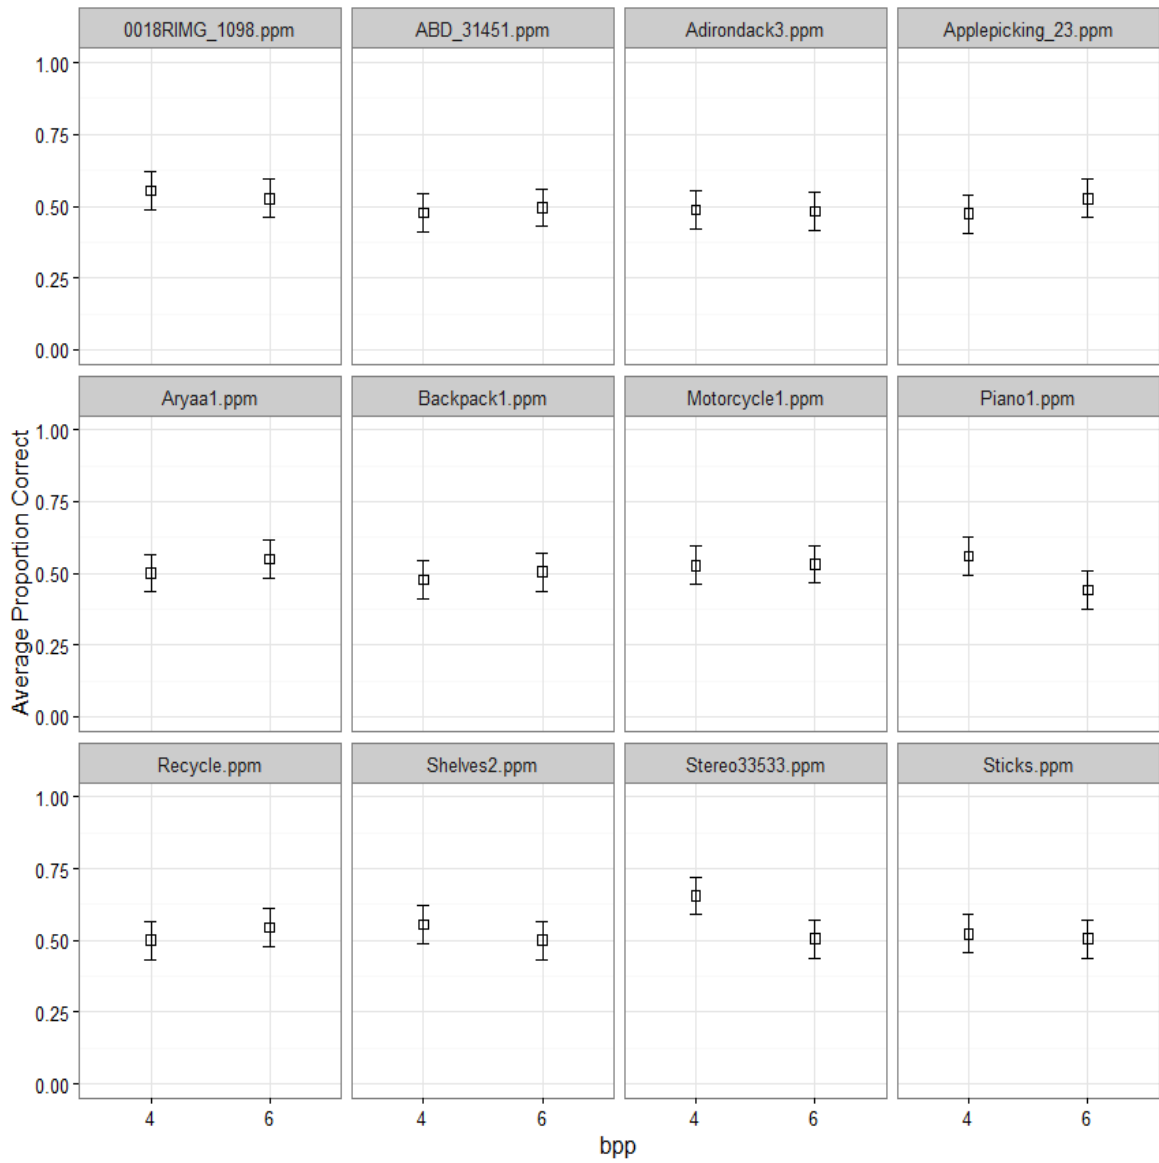 0018RIMG_1098.ppm ABD_31451.ppm Adirondack3.ppm Applepicking_23.ppm
1.00
0.75
0.50
0.25
0.00
Aryaa1.ppm Backpack1.ppm Motorcycle1.ppm Piano1.ppm
1.00
0.75
0.50
0.25
0.00
Average Proportion Correct
Recycle.ppm Shelves2.ppm Stereo33533.ppm Sticks.ppm
1.00
0.75
0.50
0.25
0.00
4 6 4 6 4 6 4 6
bpp